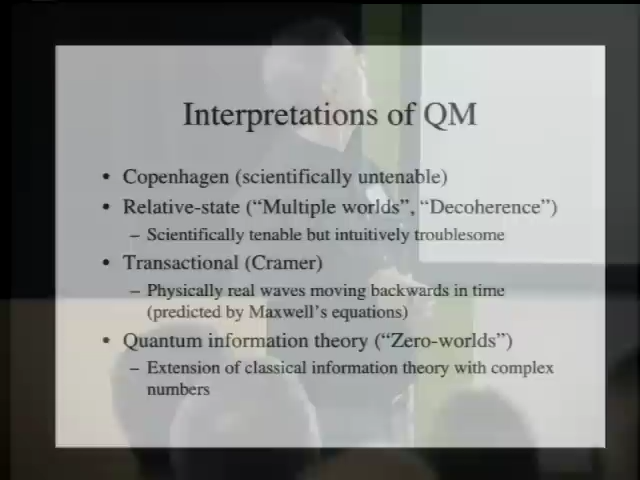 Interpretations of QM
• Copenhagen (scientifically untenable)
• Relative-state (“Multiple worlds”, “Decoherence”)
– Scientifically tenable but intuitively troublesome
• Transactional (Cramer)
– Physically real waves moving backwards in time
(predicted by Maxwell’s equations)
• Quantum information theory (“Zero-worlds”)
– Extension of classical information theory with complex
numbers